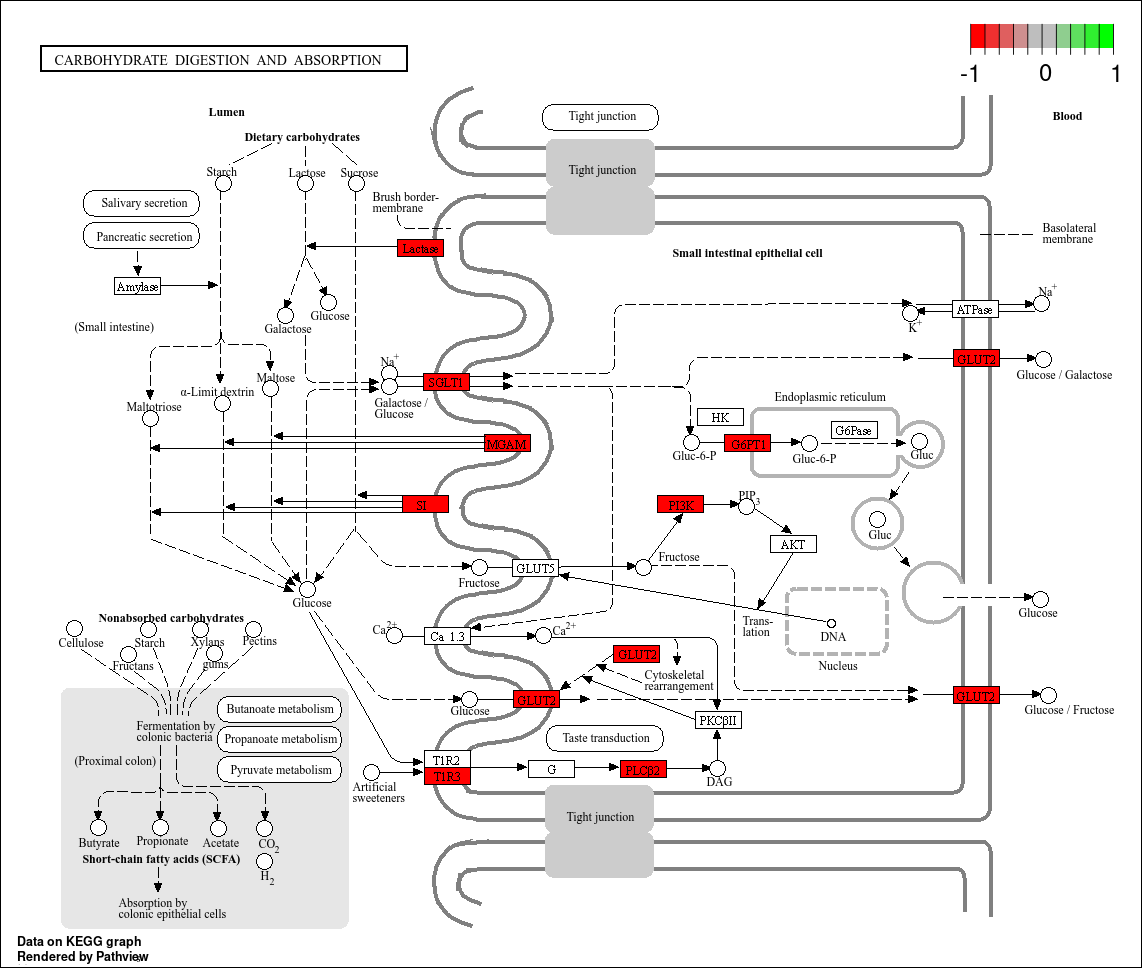 CARBOHYDRATE DIGESTION AND ABSORPTION
-1
0
1
Lumen
Tight junction
Blood
Dietary carbohydrates
Starch
Lactose
Sucrose
Tight junction
Salivary secretion
Brush border-
membrane
Pancreatic secretion
Basolateral
membrane
Lactase
Small intestinal epithelial cell
Amylase
Na+
Galactose
Glucose
ATPase
K+
(Small intestine)
Na+
GLUT2
Glucose / Galactose
Maltose
SGLT1
α-Limit dextrin
Maltotriose
Galactose /
Glucose
Endoplasmic reticulum
HK
G6Pase
MGAM
Gluc-6-P
G6PT1
Gluc-6-P
Gluc
SI
PI3K
PIP3
Gluc
AKT
Fructose
GLUT5
Fructose
Glucose
Glucose
Nonabsorbed carbohydrates
Cellulose
Starch
Xylans
Pectins
Fructans
gums
Ca2+
Ca 1.3
Ca2+
Trans-
lation
DNA
Nucleus
GLUT2
Cytoskeletal
rearrangement
Glucose
GLUT2
GLUT2
Glucose / Fructose
Butanoate metabolism
Fermentation by
colonic bacteria
Propanoate metabolism
PKCβII
Taste transduction
(Proximal colon)
Pyruvate metabolism
T1R2
T1R3
G
PLCβ2
DAG
Artificial
sweeteners
Tight junction
Butyrate
Propionate
Acetate
CO2
Short-chain fatty acids (SCFA)
H2
Absorption by
colonic epithelial cells
Data on KEGG graph
Rendered by Pathview